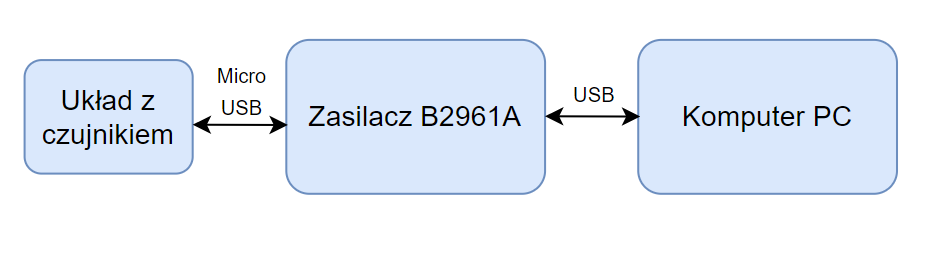 Układ z
czujnikiem
Micro
USB
Zasilacz B2961A
USB
Komputer PC